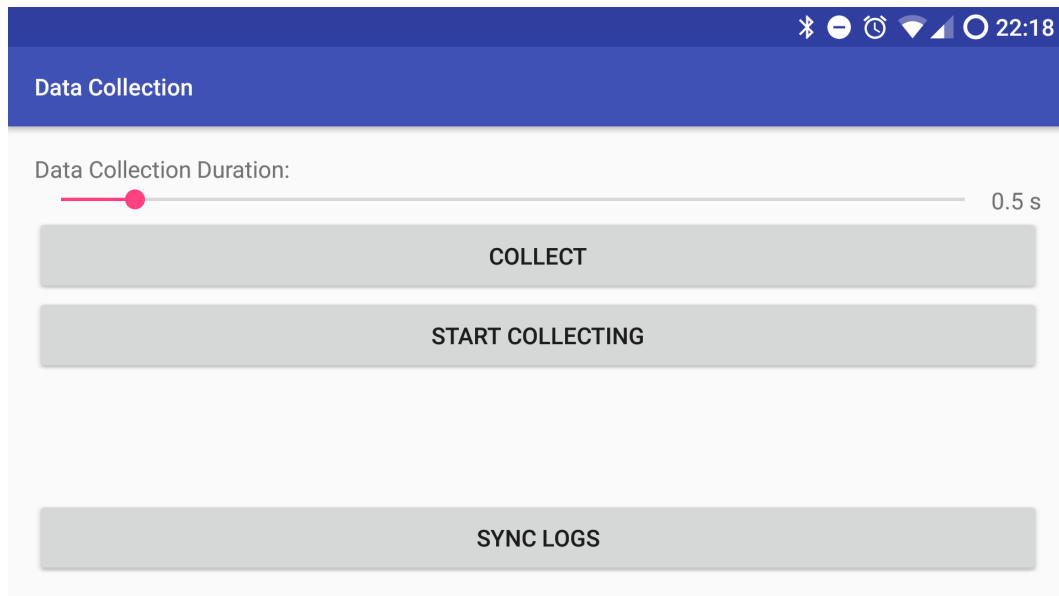 22:18
Data Collection
Data Collection Duration:
0.5 s
COLLECT
START COLLECTING
SYNC LOGS